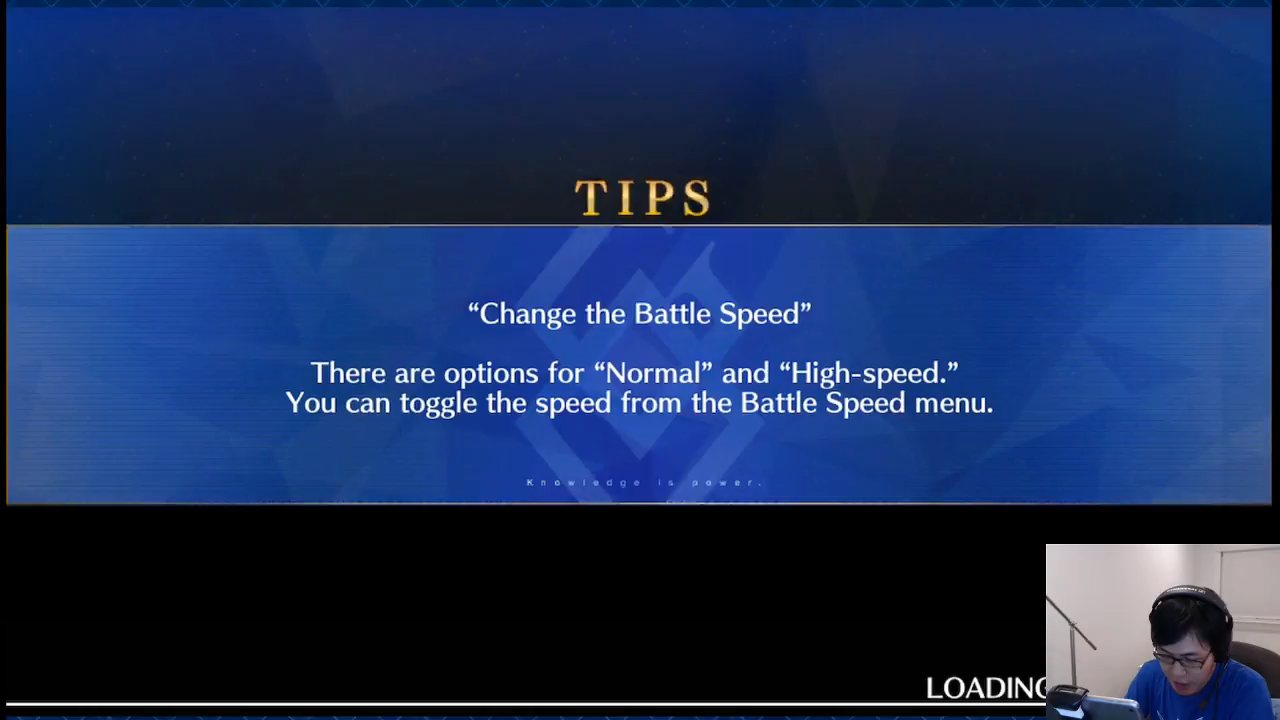 TIPS
“Change the Battle Speed”
There are options for “Normal” and “High-speed.”
You can toggle the speed from the Battle Speed menu.
Knowledge is power.
LOADING